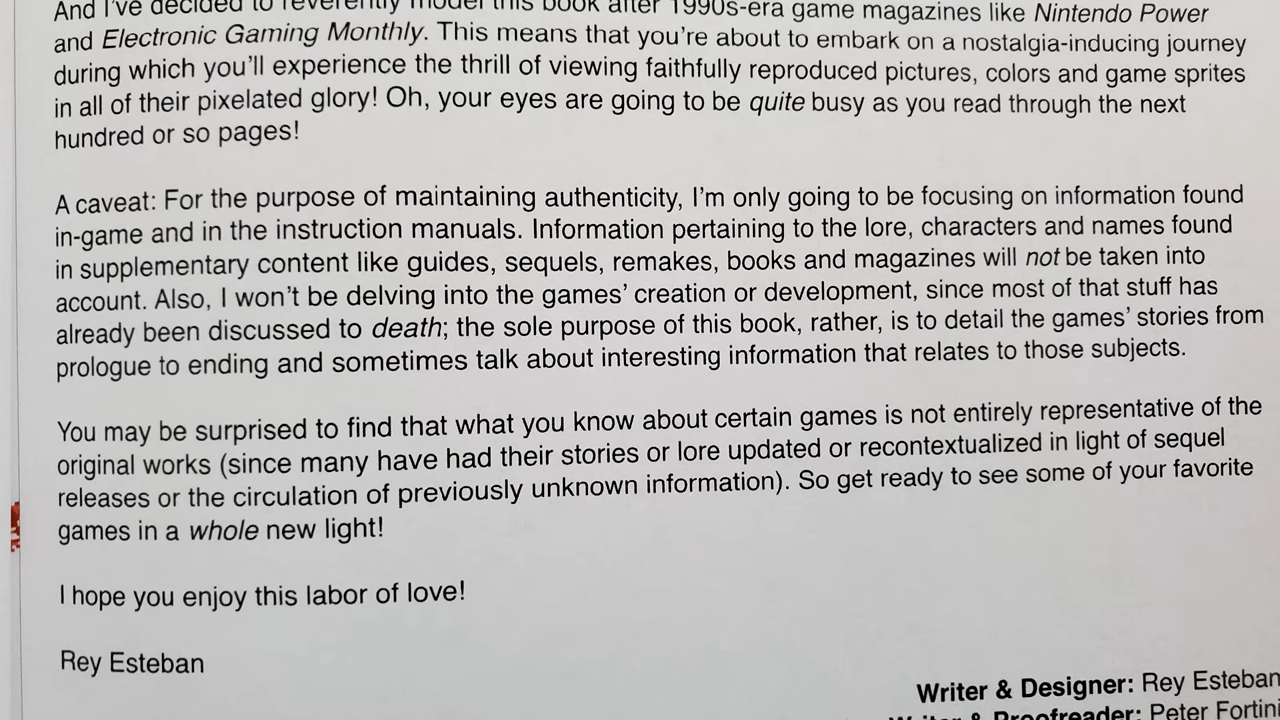 And I've decided to reverently model this book after 1990s-era game magazines like Nintendo Power
and Electronic Gaming Monthly. This means that you're about to embark on a nostalgia-inducing journey
during which you'll experience the thrill of viewing faithfully reproduced pictures, colors and game sprites
in all of their pixelated glory! Oh, your eyes are going to be quite busy as you read through the next
hundred or so pages!
A caveat: For the purpose of maintaining authenticity, I'm only going to be focusing on information found
in-game and in the instruction manuals. Information pertaining to the lore, characters and names found
in supplementary content like guides, sequels, remakes, books and magazines will not be taken into
account. Also, I won't be delving into the games' creation or development, since most of that stuff has
already been discussed to death; the sole purpose of this book, rather, is to detail the games' stories from
prologue to ending and sometimes talk about interesting information that relates to those subjects.
You may be surprised to find that what you know about certain games is not entirely representative of the
original works (since many have had their stories or lore updated or recontextualized in light of sequel
releases or the circulation of previously unknown information). So get ready to see some of your favorite
games in a whole new light!
I hope you enjoy this labor of love!
Rey Esteban
Writer & Designer: Rey Esteban
Writer & Proofreader: Peter Fortini